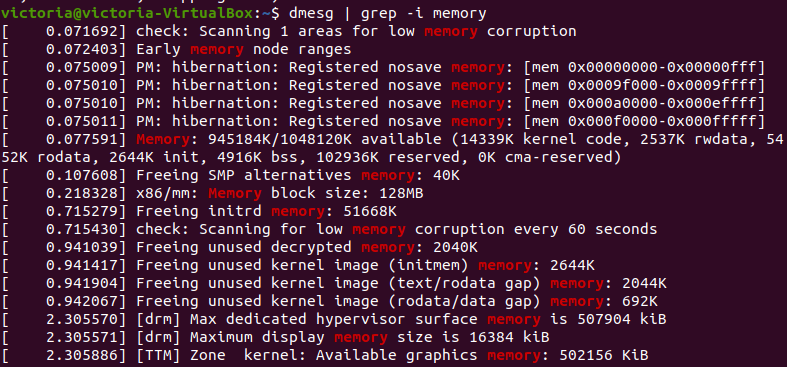 victoria@victoria-VirtualBox:~$ dmesg | grep -i memory
[    0.071692] check: Scanning 1 areas for low memory corruption
[    0.072403] Early memory node ranges
[    0.075009] PM: hibernation: Registered nosave memory: [mem 0x00000000-0x00000fff]
[    0.075010] PM: hibernation: Registered nosave memory: [mem 0x0009f000-0x0009ffff]
[    0.075010] PM: hibernation: Registered nosave memory: [mem 0x000a0000-0x000effff]
[    0.075011] PM: hibernation: Registered nosave memory: [mem 0x000f0000-0x000fffff]
[    0.077591] Memory: 945184K/1048120K available (14339K kernel code, 2537K rwdata, 54
52K rodata, 2644K init, 4916K bss, 102936K reserved, 0K cma-reserved)
[    0.107608] Freeing SMP alternatives memory: 40K
[    0.218328] x86/mm: Memory block size: 128MB
[    0.715279] Freeing initrd memory: 51668K
[    0.715430] check: Scanning for low memory corruption every 60 seconds
[    0.941039] Freeing unused decrypted memory: 2040K
[    0.941417] Freeing unused kernel image (initmem) memory: 2644K
[    0.941904] Freeing unused kernel image (text/rodata gap) memory: 2044K
[    0.942067] Freeing unused kernel image (rodata/data gap) memory: 692K
[    2.305570] [drm] Max dedicated hypervisor surface memory is 507904 kiB
[    2.305571] [drm] Maximum display memory size is 16384 kiB
[    2.305886] [TTM] Zone  kernel: Available graphics memory: 502156 KiB